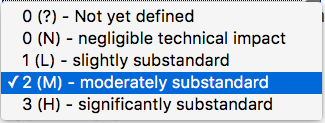 0 (?) - Not yet defined
0 (N) - negligible technical impact
1 (L) - slightly substandard
✓ 2 (M) - moderately substandard
3 (H) - significantly substandard